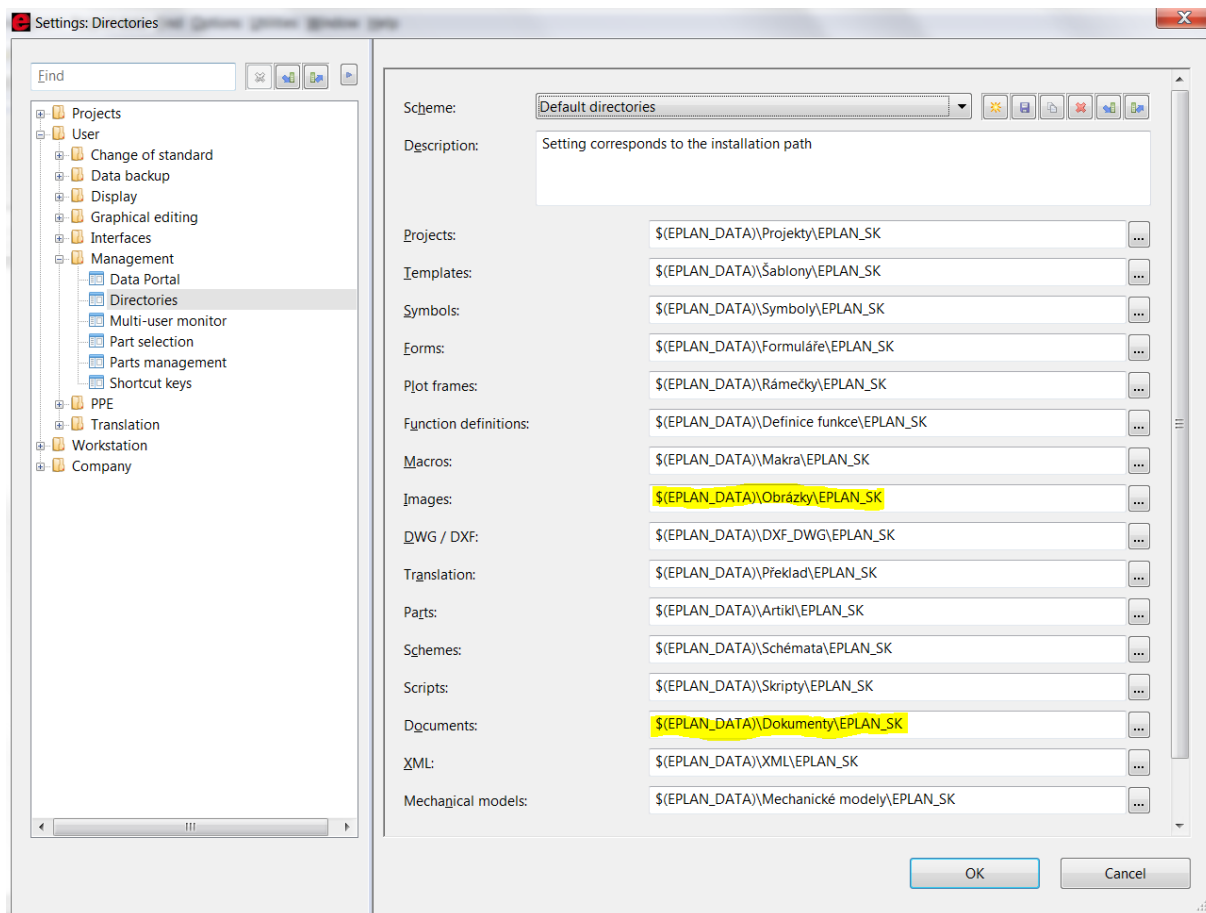 Settings: Directories
Find
Projects
User
Change of standard
Data backup
Display
Graphical editing
Interfaces
Management
Data Portal
Directories
Multi-user monitor
Part selection
Parts management
Shortcut keys
PPE
Translation
Workstation
Company
Scheme: Default directories
Description: Setting corresponds to the installation path
Projects: $(EPLAN_DATA)\Projekty\EPLAN_SK ...
Templates: $(EPLAN_DATA)\Šablony\EPLAN_SK ...
Symbols: $(EPLAN_DATA)\Symboly\EPLAN_SK ...
Forms: $(EPLAN_DATA)\Formuláře\EPLAN_SK ...
Plot frames: $(EPLAN_DATA)\Rámečky\EPLAN_SK ...
Function definitions: $(EPLAN_DATA)\Definice funkce\EPLAN_SK ...
Macros: $(EPLAN_DATA)\Makra\EPLAN_SK ...
Images: $(EPLAN_DATA)\Obrázky\EPLAN_SK ...
DWG / DXF: $(EPLAN_DATA)\DXF_DWG\EPLAN_SK ...
Translation: $(EPLAN_DATA)\Překlad\EPLAN_SK ...
Parts: $(EPLAN_DATA)\Artikl\EPLAN_SK ...
Schemes: $(EPLAN_DATA)\Schémata\EPLAN_SK ...
Scripts: $(EPLAN_DATA)\Skripty\EPLAN_SK ...
Documents: $(EPLAN_DATA)\Dokumenty\EPLAN_SK ...
XML: $(EPLAN_DATA)\XML\EPLAN_SK ...
Mechanical models: $(EPLAN_DATA)\Mechanické modely\EPLAN_SK ...
OK Cancel